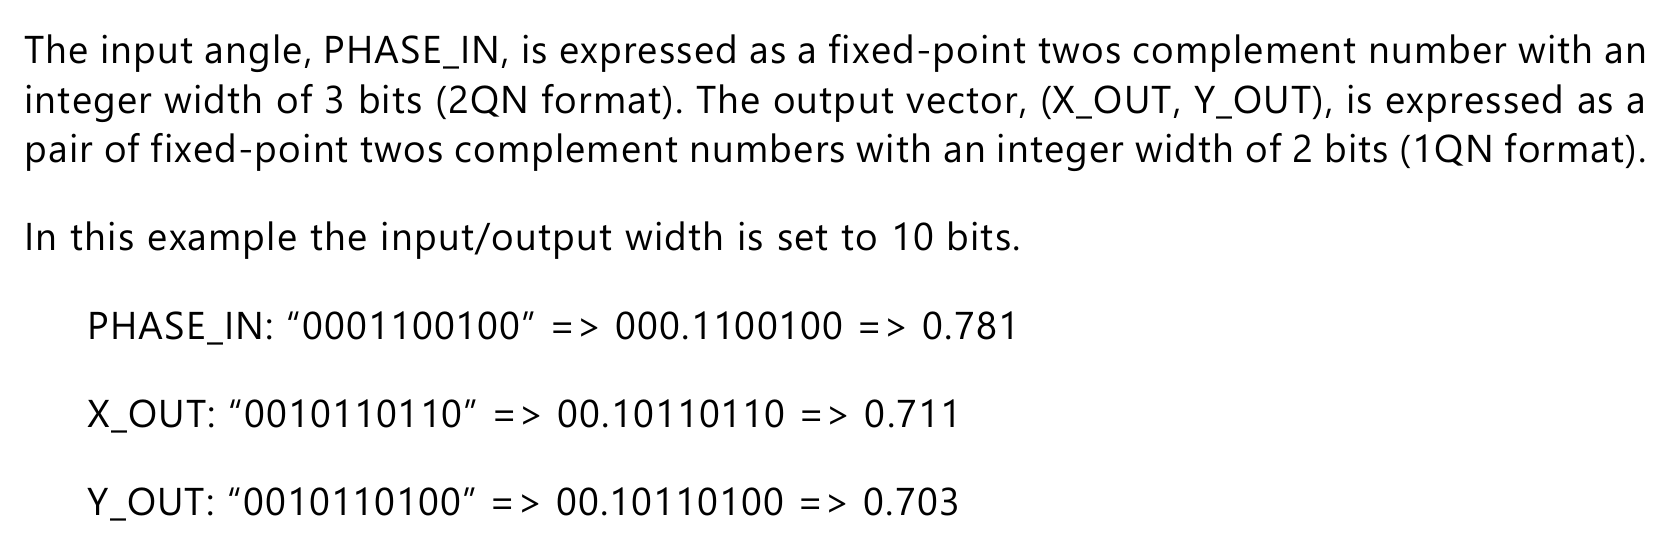 The input angle, PHASE_IN, is expressed as a fixed-point twos complement number with an
integer width of 3 bits (2QN format). The output vector, (X_OUT, Y_OUT), is expressed as a
pair of fixed-point twos complement numbers with an integer width of 2 bits (1QN format).
In this example the input/output width is set to 10 bits.
PHASE_IN: “0001100100” => 000.1100100 => 0.781
X_OUT: “0010110110” => 00.10110110 => 0.711
Y_OUT: “0010110100” => 00.10110100 => 0.703